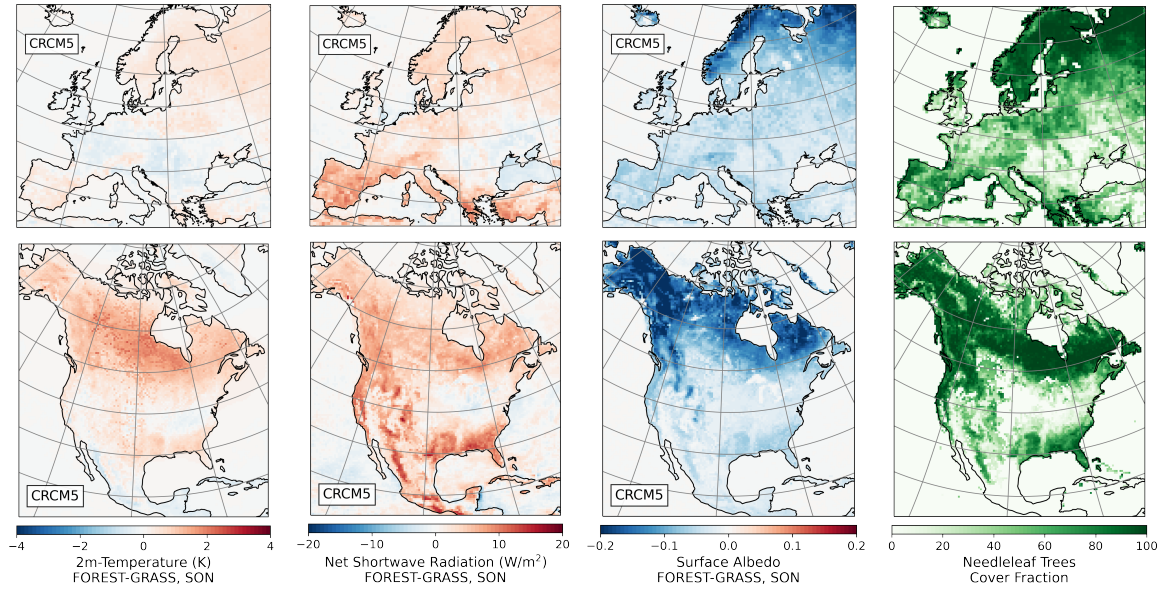 CRCM5
CRCM5
CRCM5
CRCM5
CRCM5
CRCM5
−4 −2 0 2 4
2m-Temperature (K)
FOREST-GRASS, SON
−20 −10 0 10 20
Net Shortwave Radiation (W/m²)
FOREST-GRASS, SON
−0.2 −0.1 0.0 0.1 0.2
Surface Albedo
FOREST-GRASS, SON
0 20 40 60 80 100
Needleleaf Trees
Cover Fraction